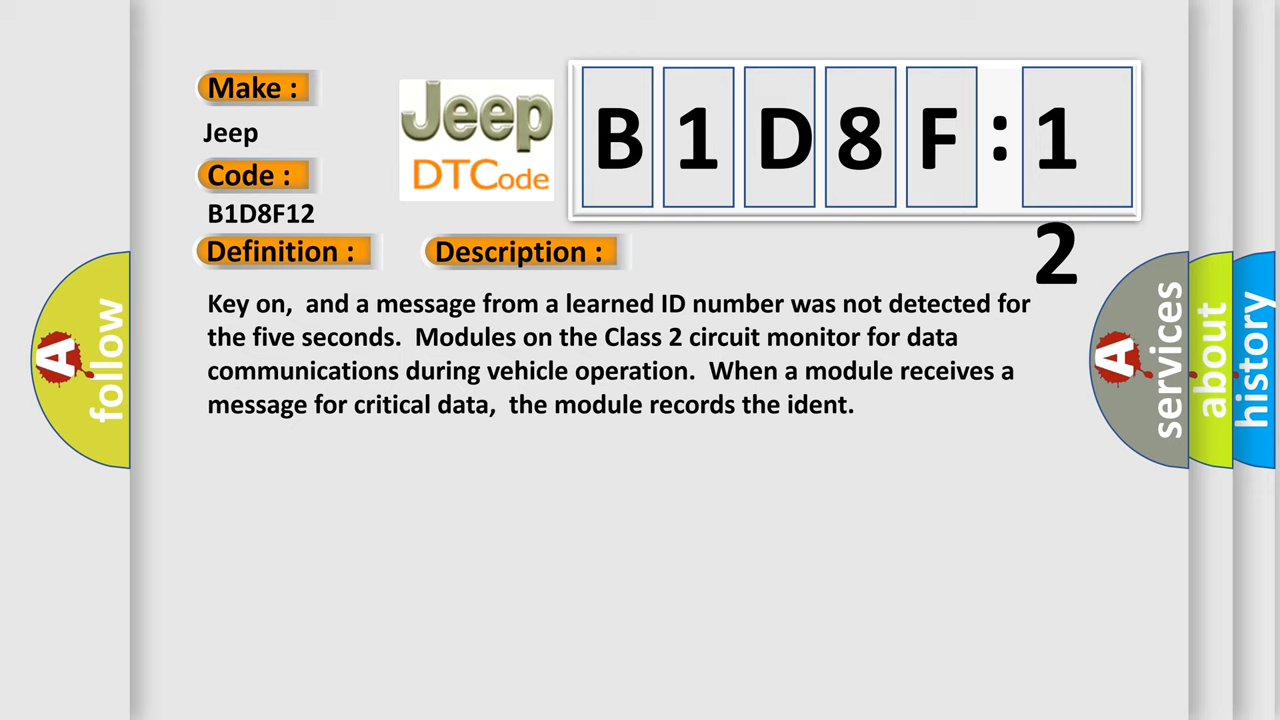 Make :
Jeep
Code :
B1D8F12
Jeep
DTCode
B1D8F:1
2
Definition :
Description :
Key on,  and a message from a learned ID number was not detected for
the five seconds  Modules on the Class 2 circuit monitor for data
communications during vehicle operation  When a module receives a
message for critical data,  the module records the ident.
A follow
A services
about
history